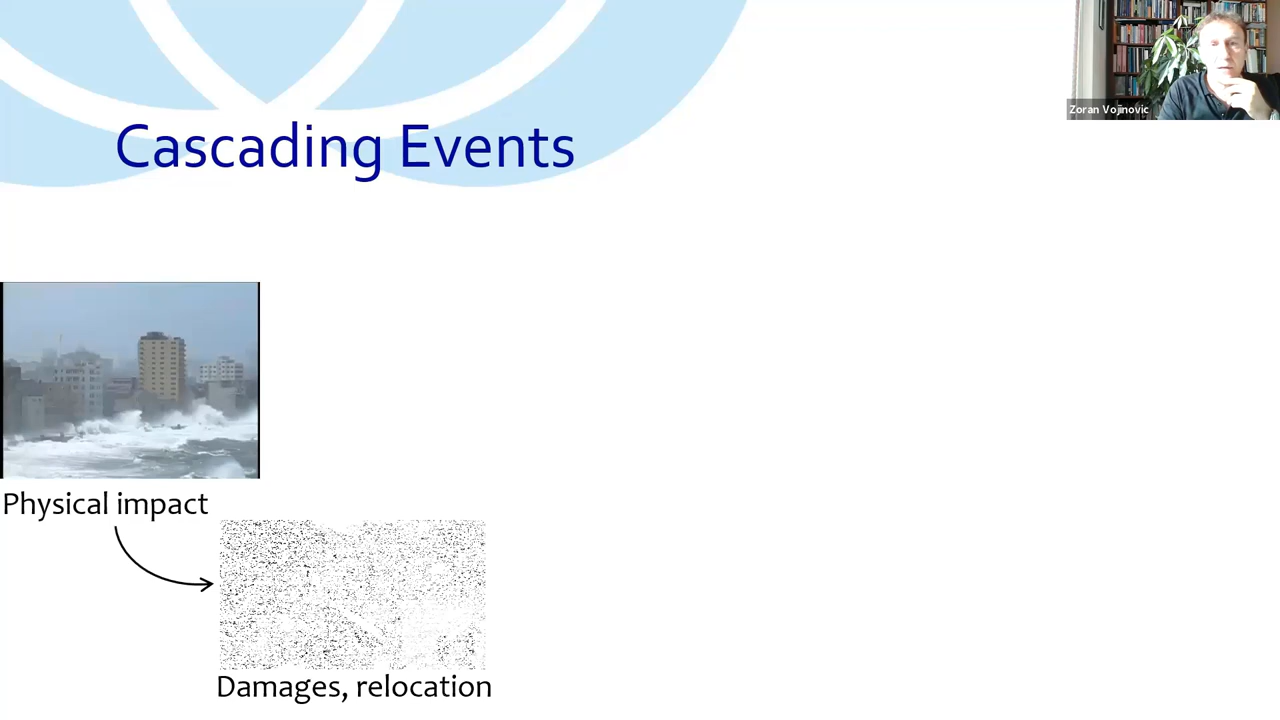 Zoran Vojinovic
Cascading Events
Physical impact
Damages, relocation